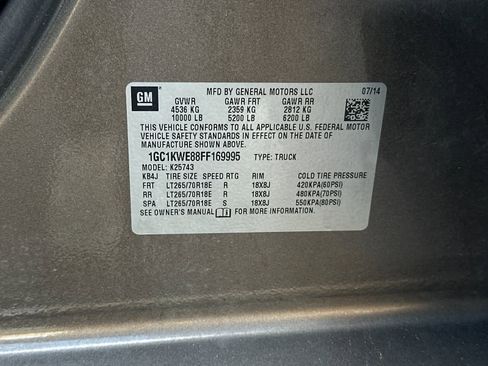 GM
MFD BY GENERAL MOTORS LLC 07/14
GVWR GAWR FRT GAWR RR
4536 KG 2359 KG 2812 KG
10000 LB 5200 LB 6200 LB
THIS VEHICLE CONFORMS TO ALL APPLICABLE U.S. FEDERAL MOTOR
VEHICLE SAFETY STANDARDS IN EFFECT ON THE DATE OF
MANUFACTURE SHOWN ABOVE.
1GC1KWE88FF169995 TYPE: TRUCK
MODEL: K25743
KB4J TIRE SIZE SPEED RTG RIM COLD TIRE PRESSURE
FRT LT265/70R18E R 18X8J 420KPA(60PSI)
RR LT265/70R18E R 18X8J 480KPA(70PSI)
SPA LT265/70R18E S 18X8J 550KPA(80PSI)
SEE OWNER'S MANUAL FOR MORE INFORMATION.